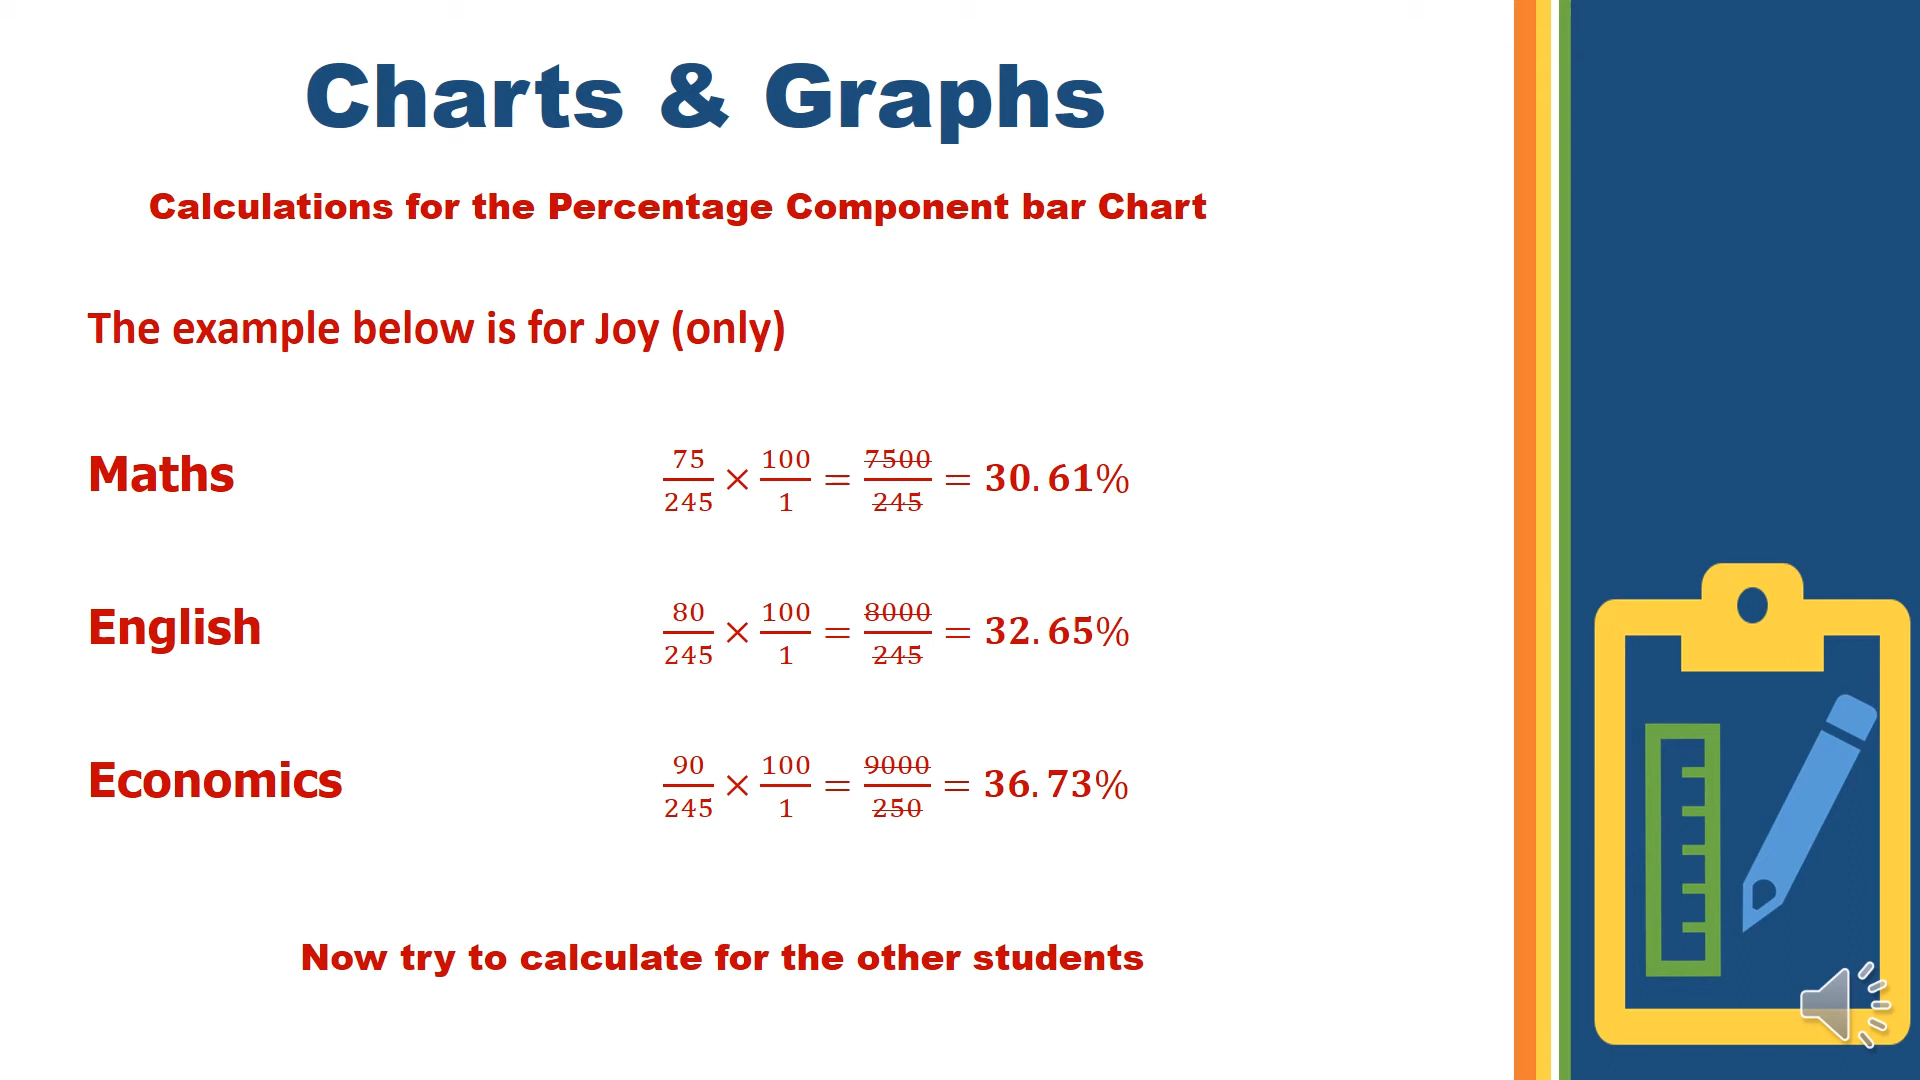 Charts & Graphs
Calculations for the Percentage Component bar Chart
The example below is for Joy (only)
Maths 75/245 × 100/1 = 7500/245 = 30.61%
English 80/245 × 100/1 = 8000/245 = 32.65%
Economics 90/245 × 100/1 = 9000/250 = 36.73%
Now try to calculate for the other students